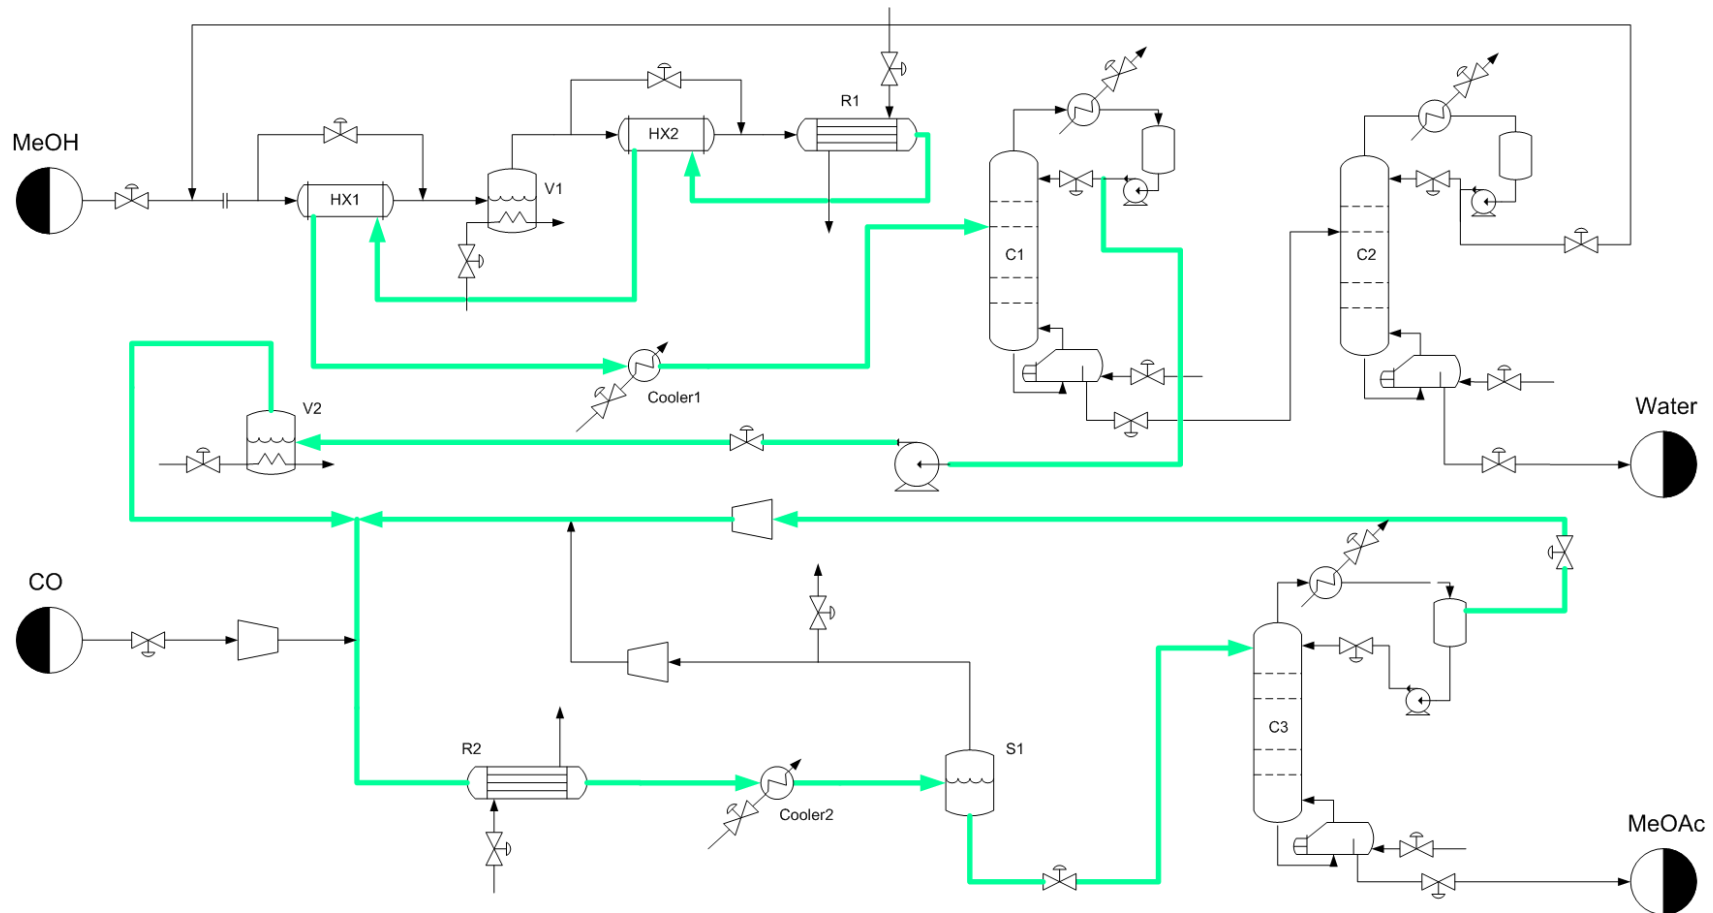 R1
HX2
MeOH
V1
HX1
C1
C2
Cooler1
V2
Water
CO
C3
R2
S1
Cooler2
MeOAc